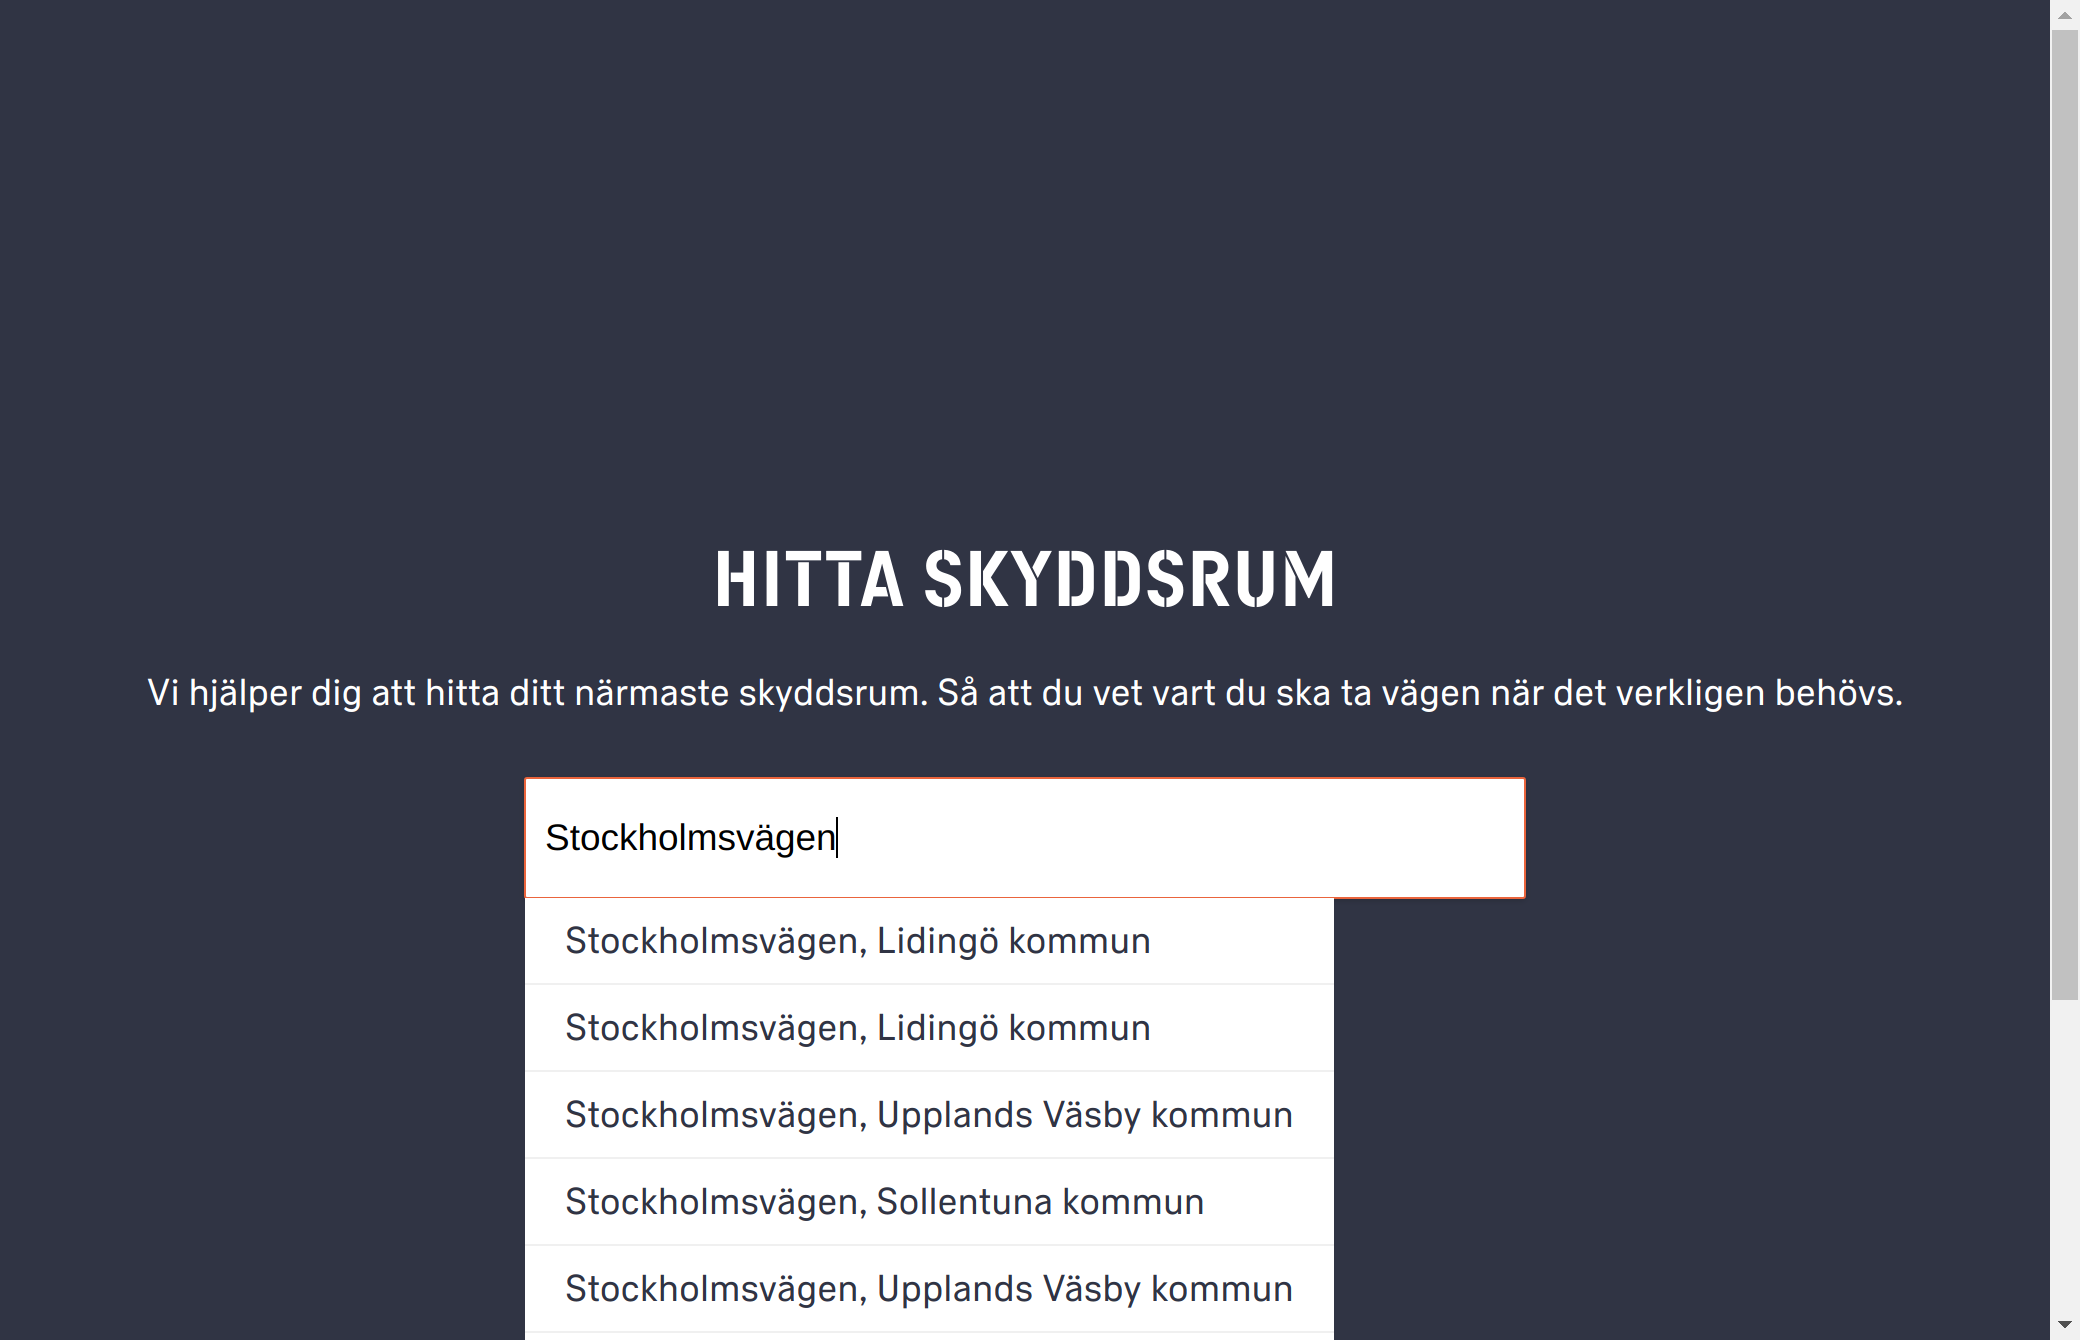 HITTA SKYDDSRUM
Vi hjälper dig att hitta ditt närmaste skyddsrum. Så att du vet vart du ska ta vägen när det verkligen behövs.
Stockholmsvägen
Stockholmsvägen, Lidingö kommun
Stockholmsvägen, Lidingö kommun
Stockholmsvägen, Upplands Väsby kommun
Stockholmsvägen, Sollentuna kommun
Stockholmsvägen, Upplands Väsby kommun